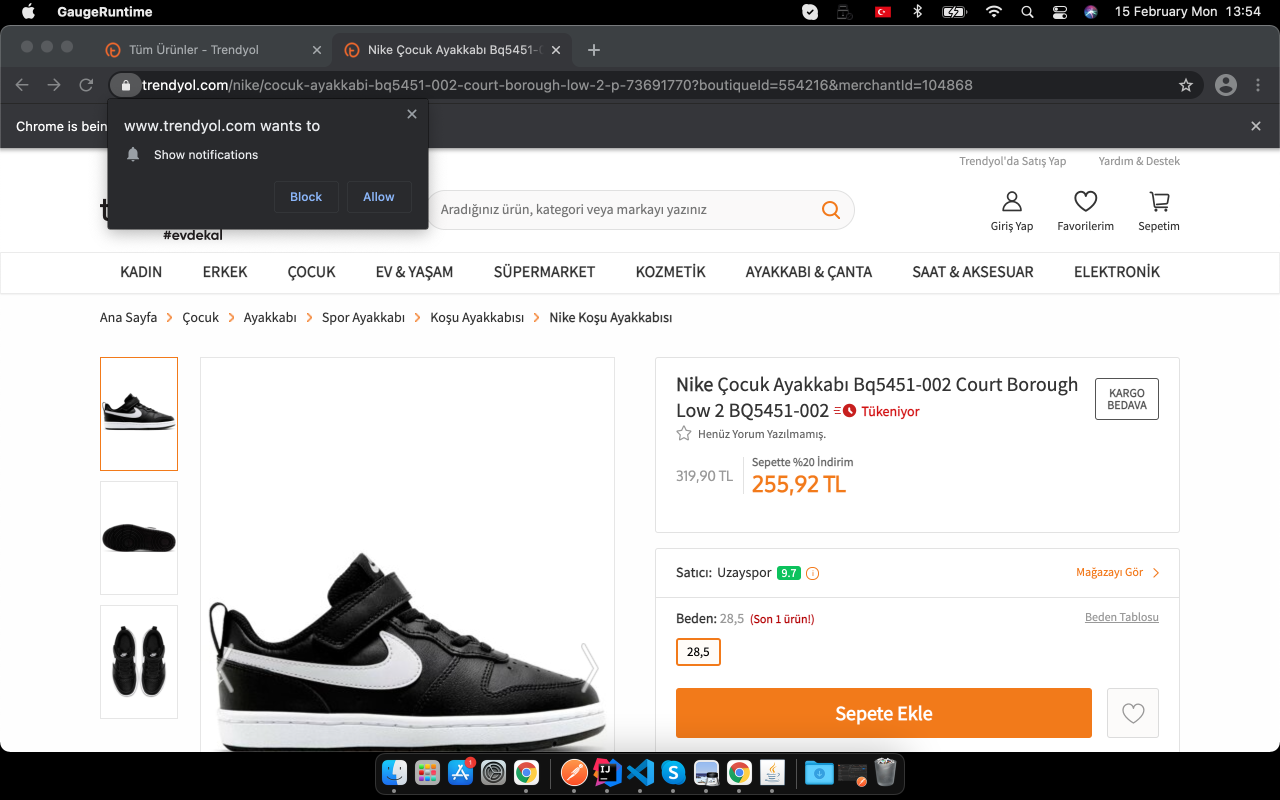 GaugeRuntime
15 February Mon 13:54
Tüm Ürünler - Trendyol
Nike Çocuk Ayakkabı Bq5451-
trendyol.com/nike/cocuk-ayakkabi-bq5451-002-court-borough-low-2-p-73691770?boutiqueId=554216&merchantId=104868
Chrome is bein
www.trendyol.com wants to
Show notifications
Block
Allow
Trendyol'da Satış Yap
Yardım & Destek
#evdekal
Aradığınız ürün, kategori veya markayı yazınız
Giriş Yap
Favorilerim
Sepetim
KADIN
ERKEK
ÇOCUK
EV & YAŞAM
SÜPERMARKET
KOZMETİK
AYAKKABI & ÇANTA
SAAT & AKSESUAR
ELEKTRONİK
Ana Sayfa > Çocuk > Ayakkabı > Spor Ayakkabı > Koşu Ayakkabısı > Nike Koşu Ayakkabısı
Nike Çocuk Ayakkabı Bq5451-002 Court Borough
Low 2 BQ5451-002 Tükeniyor
KARGO
BEDAVA
Henüz Yorum Yazılmamış.
319,90 TL
Sepette %20 İndirim
255,92 TL
Satıcı: Uzayspor 9.7
Mağazayı Gör
Beden: 28,5 (Son 1 ürün!)
Beden Tablosu
28,5
Sepete Ekle
1
IJ